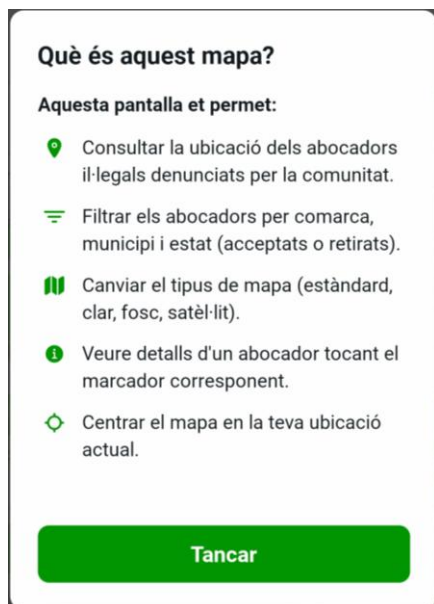 Què és aquest mapa?
Aquesta pantalla et permet:
Consultar la ubicació dels abocadors
il·legals denunciats per la comunitat.
Filtrar els abocadors per comarca,
municipi i estat (acceptats o retirats).
Canviar el tipus de mapa (estàndard,
clar, fosc, satèl·lit).
Veure detalls d'un abocador tocant el
marcador corresponent.
Centrar el mapa en la teva ubicació
actual.
Tancar